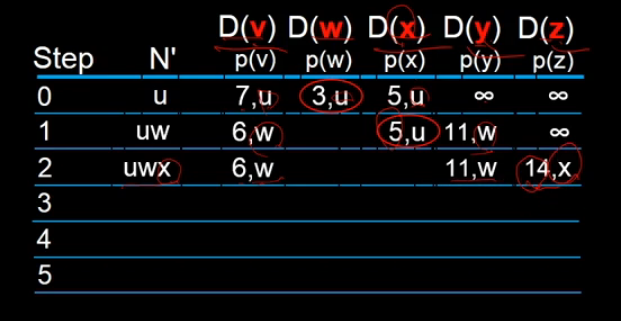 D(v) D(w) D(x) D(y) D(z)
Step N' p(v) p(w) p(x) p(y) p(z)
0 u 7,u 3,u 5,u ∞ ∞
1 uw 6,w 5,u 11,w ∞
2 uwx 6,w 11,w 14,x
3
4
5